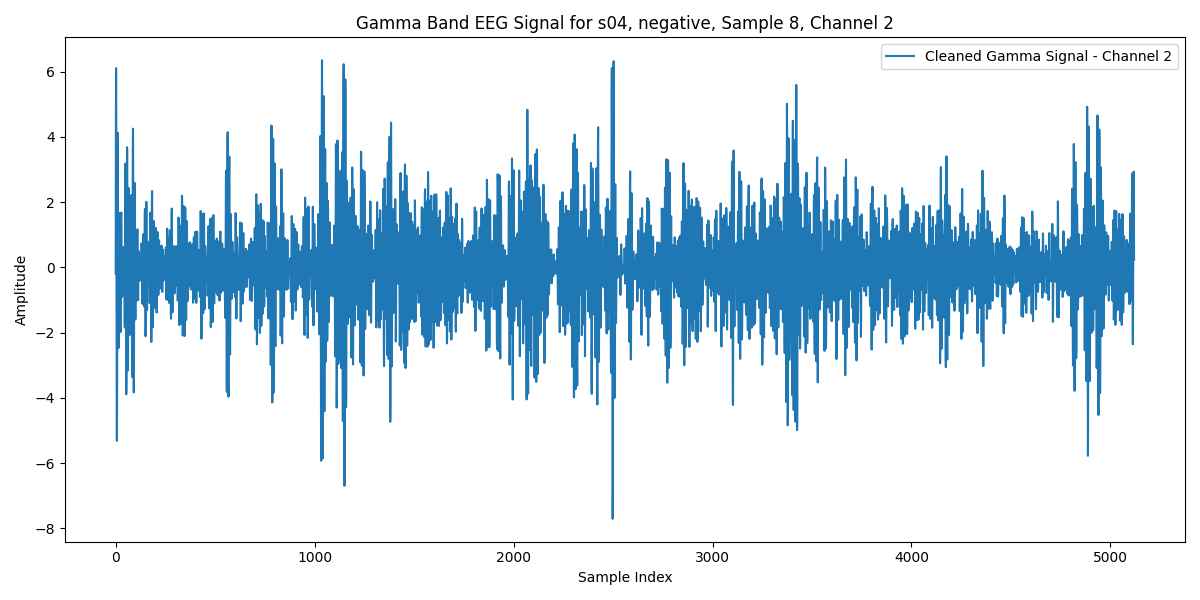 Gamma Band EEG Signal for s04, negative, Sample 8, Channel 2
Cleaned Gamma Signal - Channel 2
Amplitude
6
4
2
0
−2
−4
−6
−8
0 1000 2000 3000 4000 5000
Sample Index